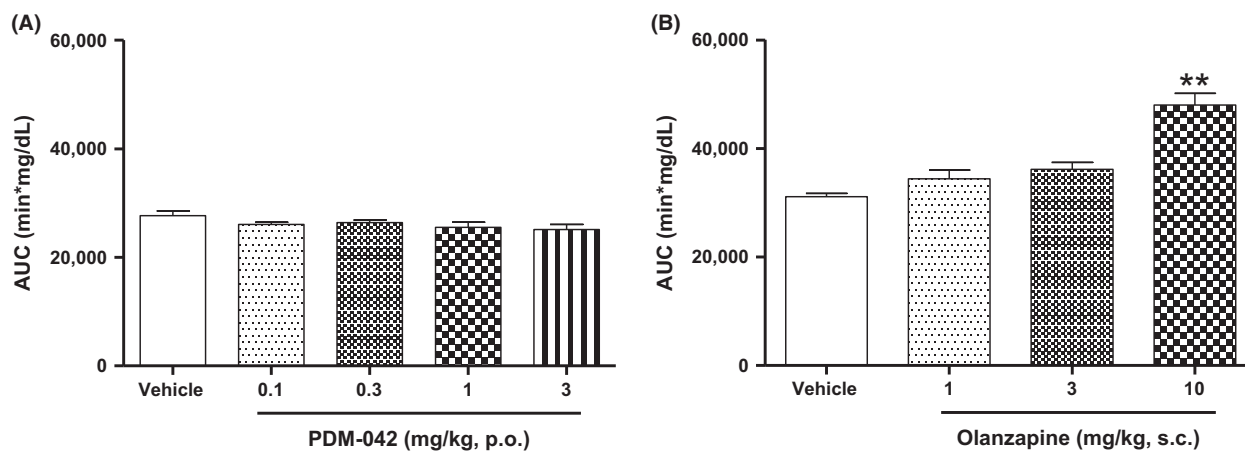 (A)
60,000
40,000
20,000
0
AUC (min*mg/dL)
Vehicle 0.1 0.3 1 3
PDM-042 (mg/kg, p.o.)
(B)
60,000
40,000
20,000
0
AUC (min*mg/dL)
**
Vehicle 1 3 10
Olanzapine (mg/kg, s.c.)